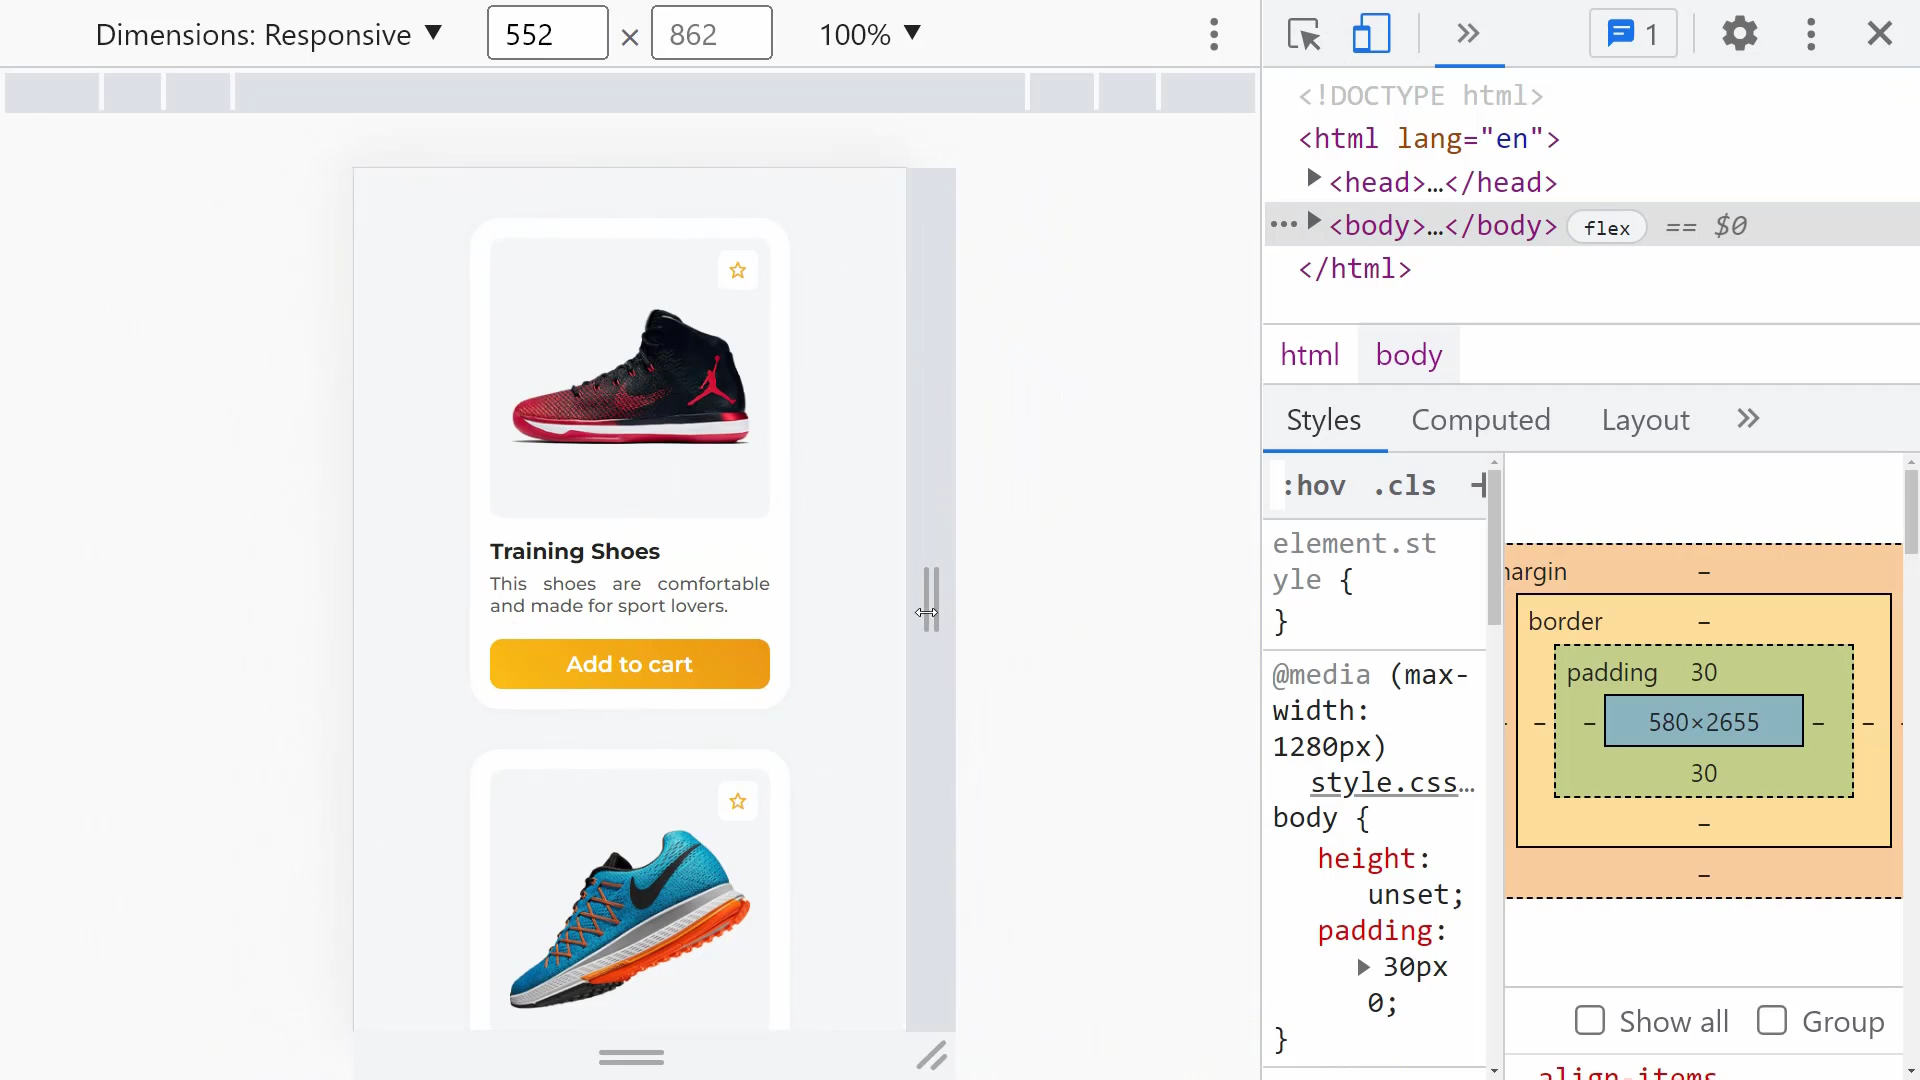 Dimensions: Responsive ▼ 552 × 862 100% ▼
1
<!DOCTYPE html>
<html lang="en">
<head>…</head>
<body>…</body> flex == $0
</html>
html body
Styles Computed Layout
:hov .cls
element.st
yle {
}
@media (max-
width:
1280px)
style.css…
body {
height:
unset;
padding:
30px
0;
}
margin –
border –
padding 30
– – 580×2655 – –
30
–
–
Show all Group
align-items
Training Shoes
This shoes are comfortable
and made for sport lovers.
Add to cart